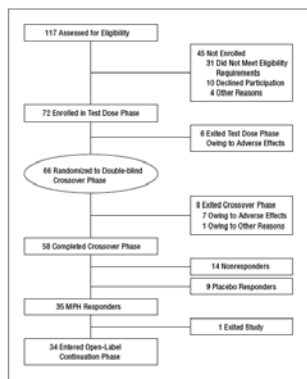 117 Assessed for Eligibility
45 Not Enrolled
31 Did Not Meet Eligibility
Requirements
10 Declined Participation
4 Other Reasons
72 Enrolled in Test Dose Phase
6 Exited Test Dose Phase
Owing to Adverse Effects
66 Randomized to Double-blind
Crossover Phase
8 Exited Crossover Phase
7 Owing to Adverse Effects
1 Owing to Other Reasons
58 Completed Crossover Phase
14 Nonresponders
9 Placebo Responders
35 MPH Responders
1 Exited Study
34 Entered Open-Label
Continuation Phase